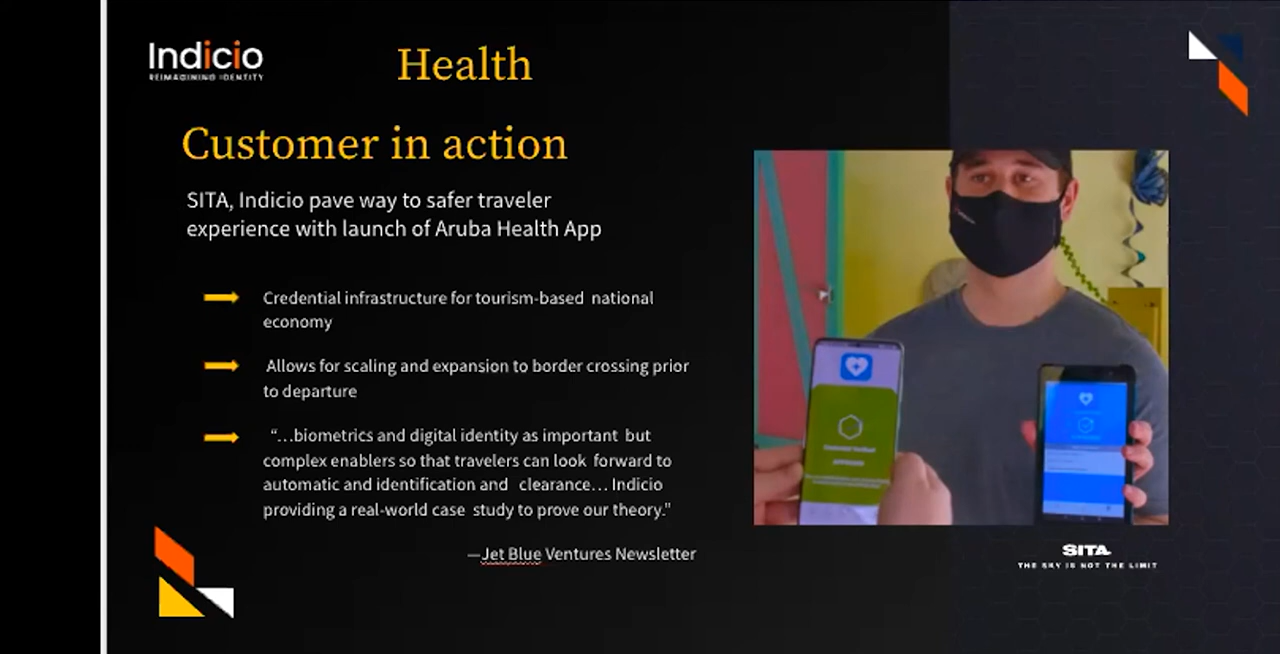 Indicio
REIMAGINING IDENTITY
Health
Customer in action
SITA, Indicio pave way to safer traveler
experience with launch of Aruba Health App
Credential infrastructure for tourism-based national
economy
Allows for scaling and expansion to border crossing prior
to departure
“…biometrics and digital identity as important but
complex enablers so that travelers can look forward to
automatic and identification and clearance… Indicio
providing a real-world case study to prove our theory.”
—Jet Blue Ventures Newsletter
SITA
THE SKY IS NOT THE LIMIT